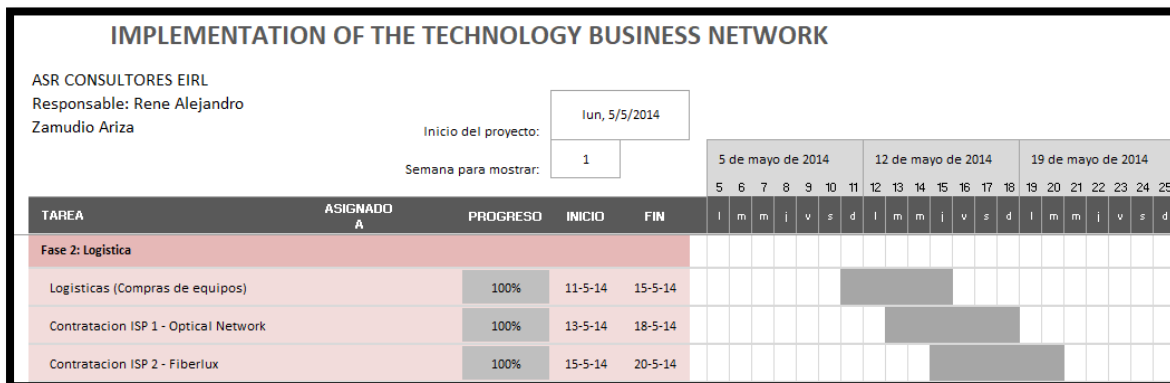 IMPLEMENTATION OF THE TECHNOLOGY BUSINESS NETWORK
ASR CONSULTORES EIRL
Responsable: Rene Alejandro
Zamudio Ariza
Inicio del proyecto:
lun, 5/5/2014
Semana para mostrar:
1
5 de mayo de 2014 12 de mayo de 2014 19 de mayo de 2014
5 6 7 8 9 10 11 12 13 14 15 16 17 18 19 20 21 22 23 24 25
TAREA ASIGNADO A PROGRESO INICIO FIN l m m j v s d l m m j v s d l m m j v s d
Fase 2: Logistica
Logisticas (Compras de equipos) 100% 11-5-14 15-5-14
Contratacion ISP 1 - Optical Network 100% 13-5-14 18-5-14
Contratacion ISP 2 - Fiberlux 100% 15-5-14 20-5-14